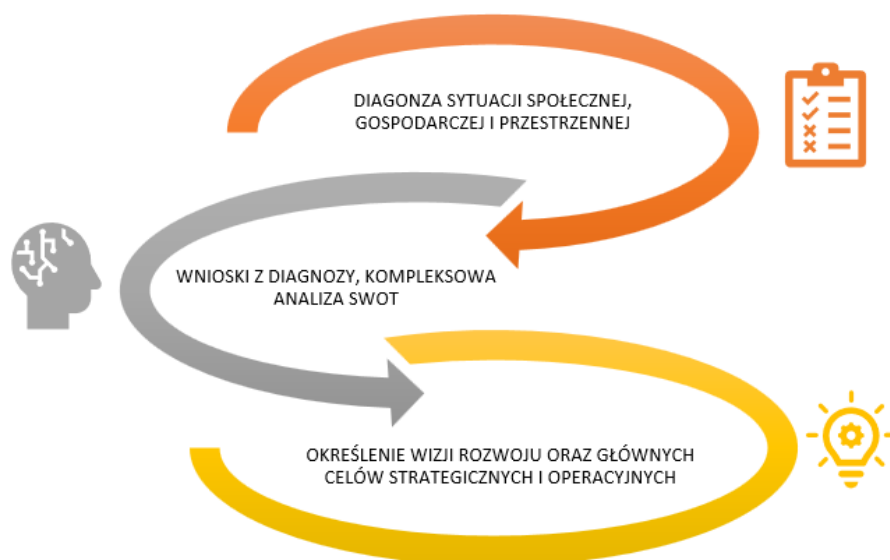 DIAGONZA SYTUACJI SPOŁECZNEJ,
GOSPODARCZEJ I PRZESTRZENNEJ
WNIOSKI Z DIAGNOZY, KOMPLEKSOWA
ANALIZA SWOT
OKREŚLENIE WIZJI ROZWOJU ORAZ GŁÓWNYCH
CELÓW STRATEGICZNYCH I OPERACYJNYCH